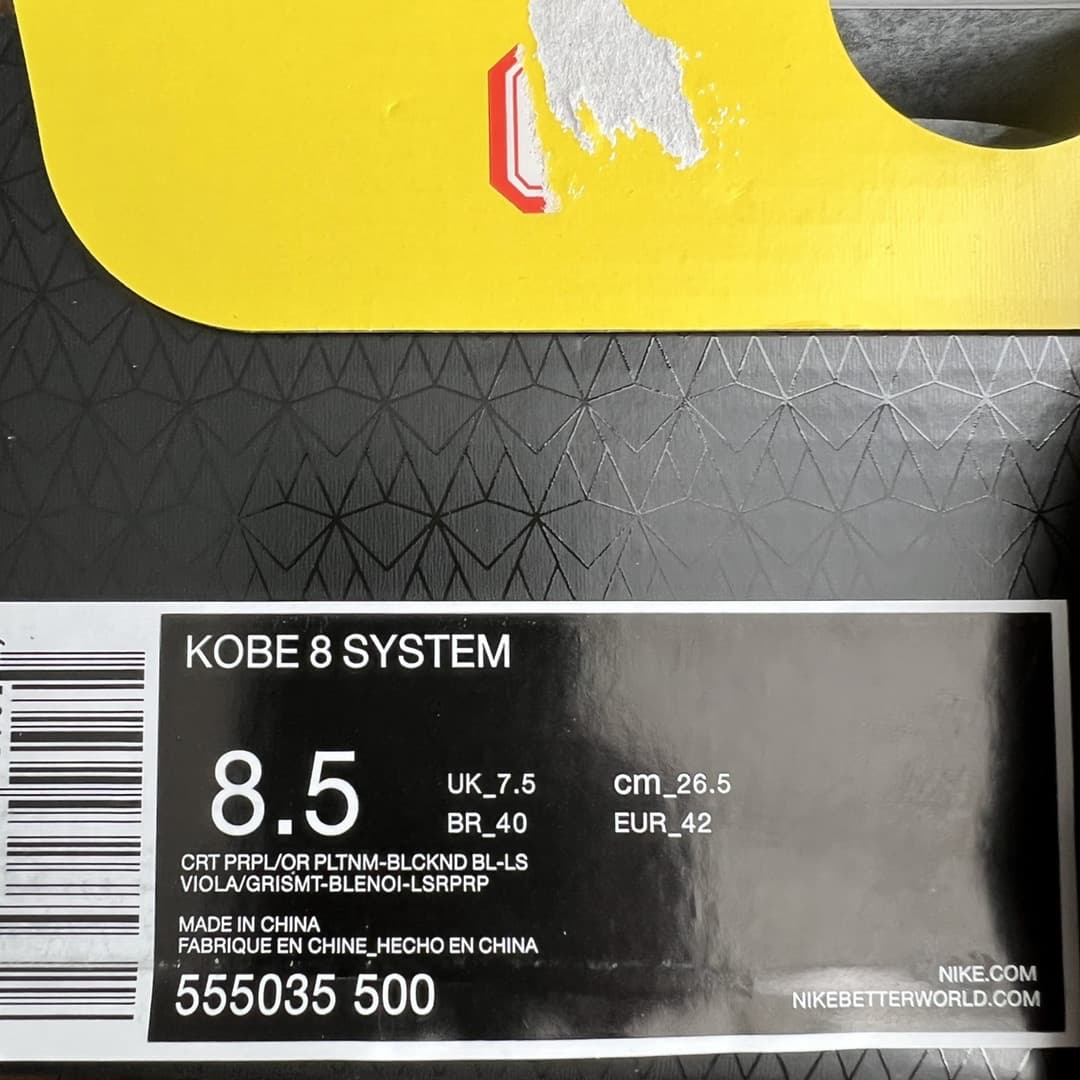 KOBE 8 SYSTEM
8.5
UK_7.5 cm_26.5
BR_40 EUR_42
CRT PRPL/OR PLTNM-BLCKND BL-LS
VIOLA/GRISMT-BLENOI-LSRPRP
MADE IN CHINA
FABRIQUE EN CHINE_HECHO EN CHINA
555035 500
NIKE.COM
NIKEBETTERWORLD.COM